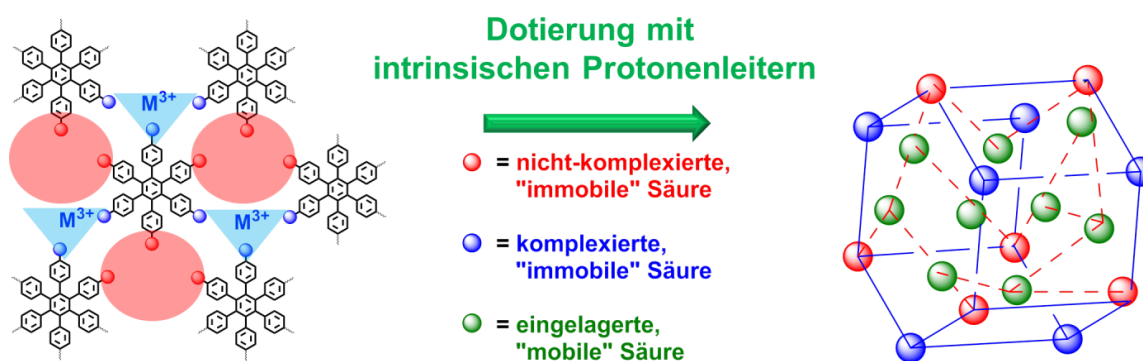 Dotierung mit
intrinsischen Protonenleitern
M3+
= nicht-komplexierte,
"immobile" Säure
M3+
M3+
= komplexierte,
"immobile" Säure
= eingelagerte,
"mobile" Säure